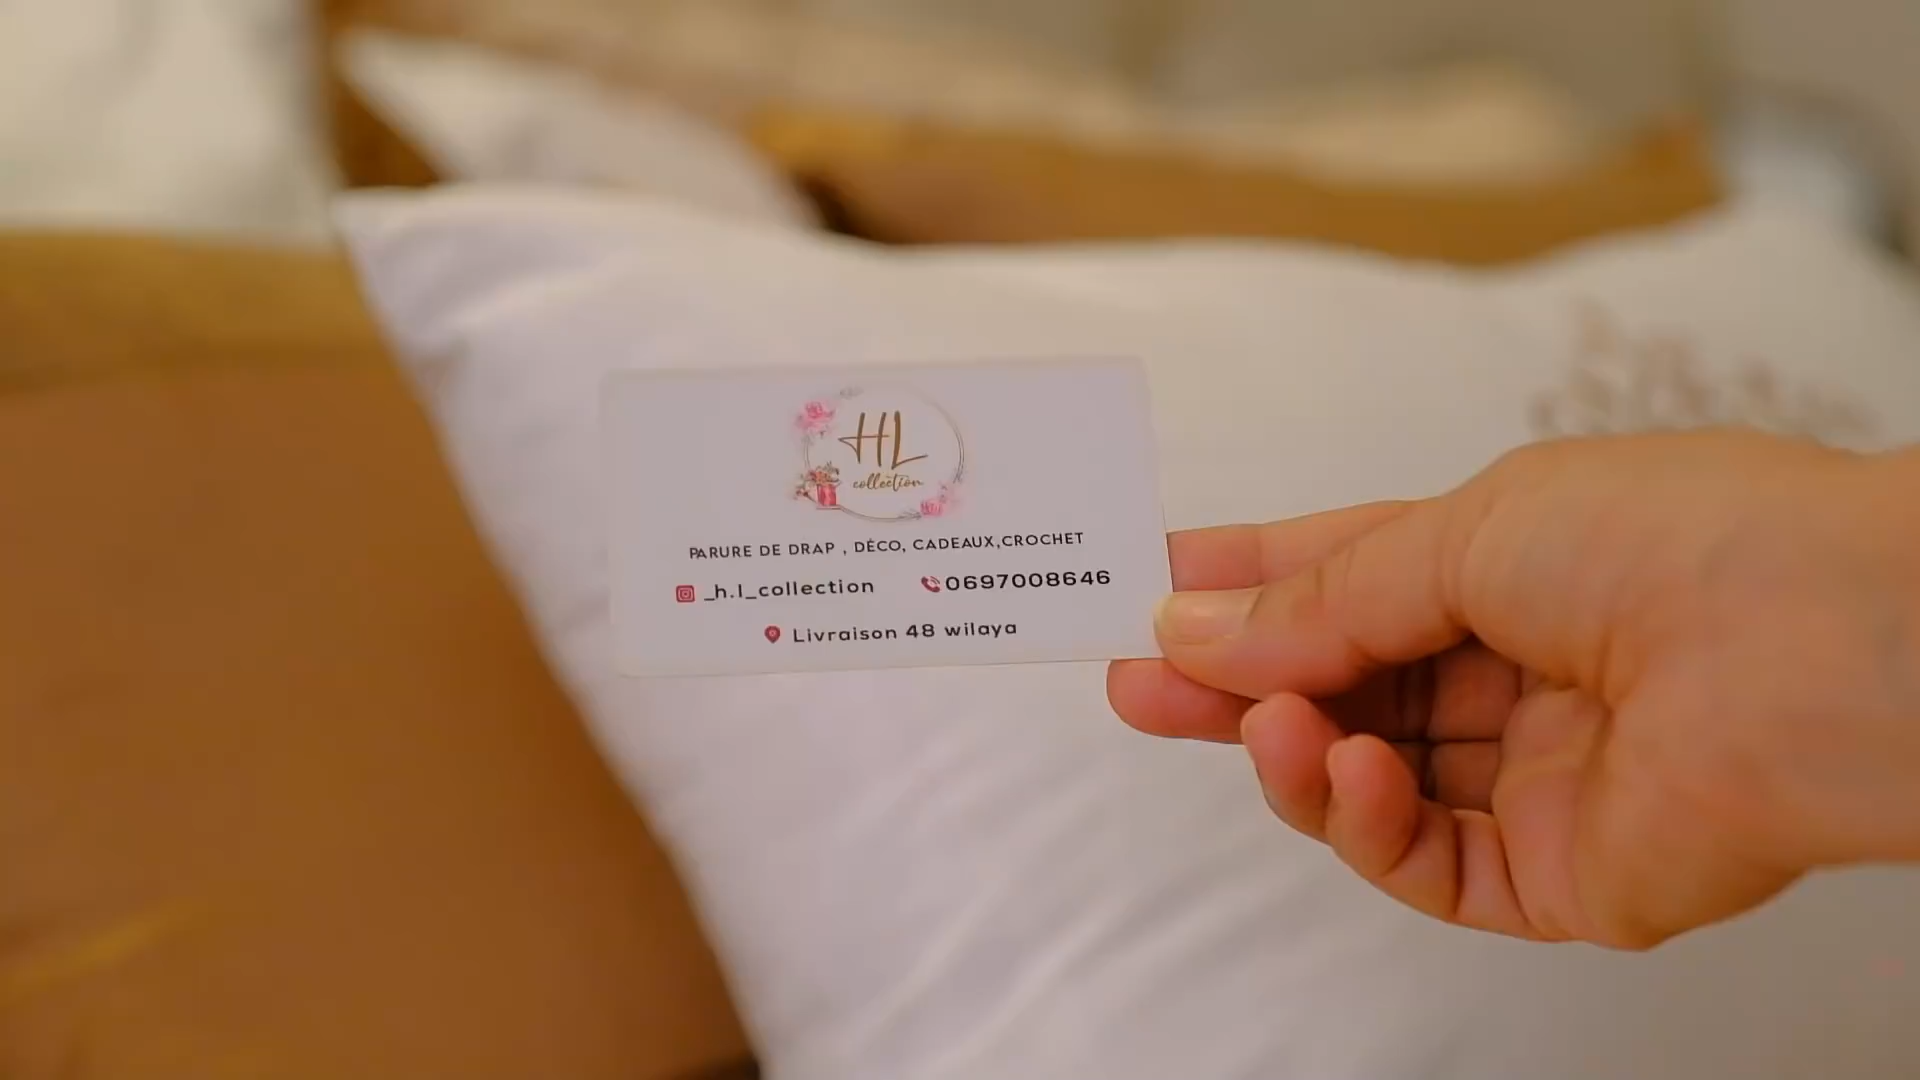 HL
collection
PARURE DE DRAP , DÉCO, CADEAUX,CROCHET
_h.l_collection 0697008646
Livraison 48 wilaya